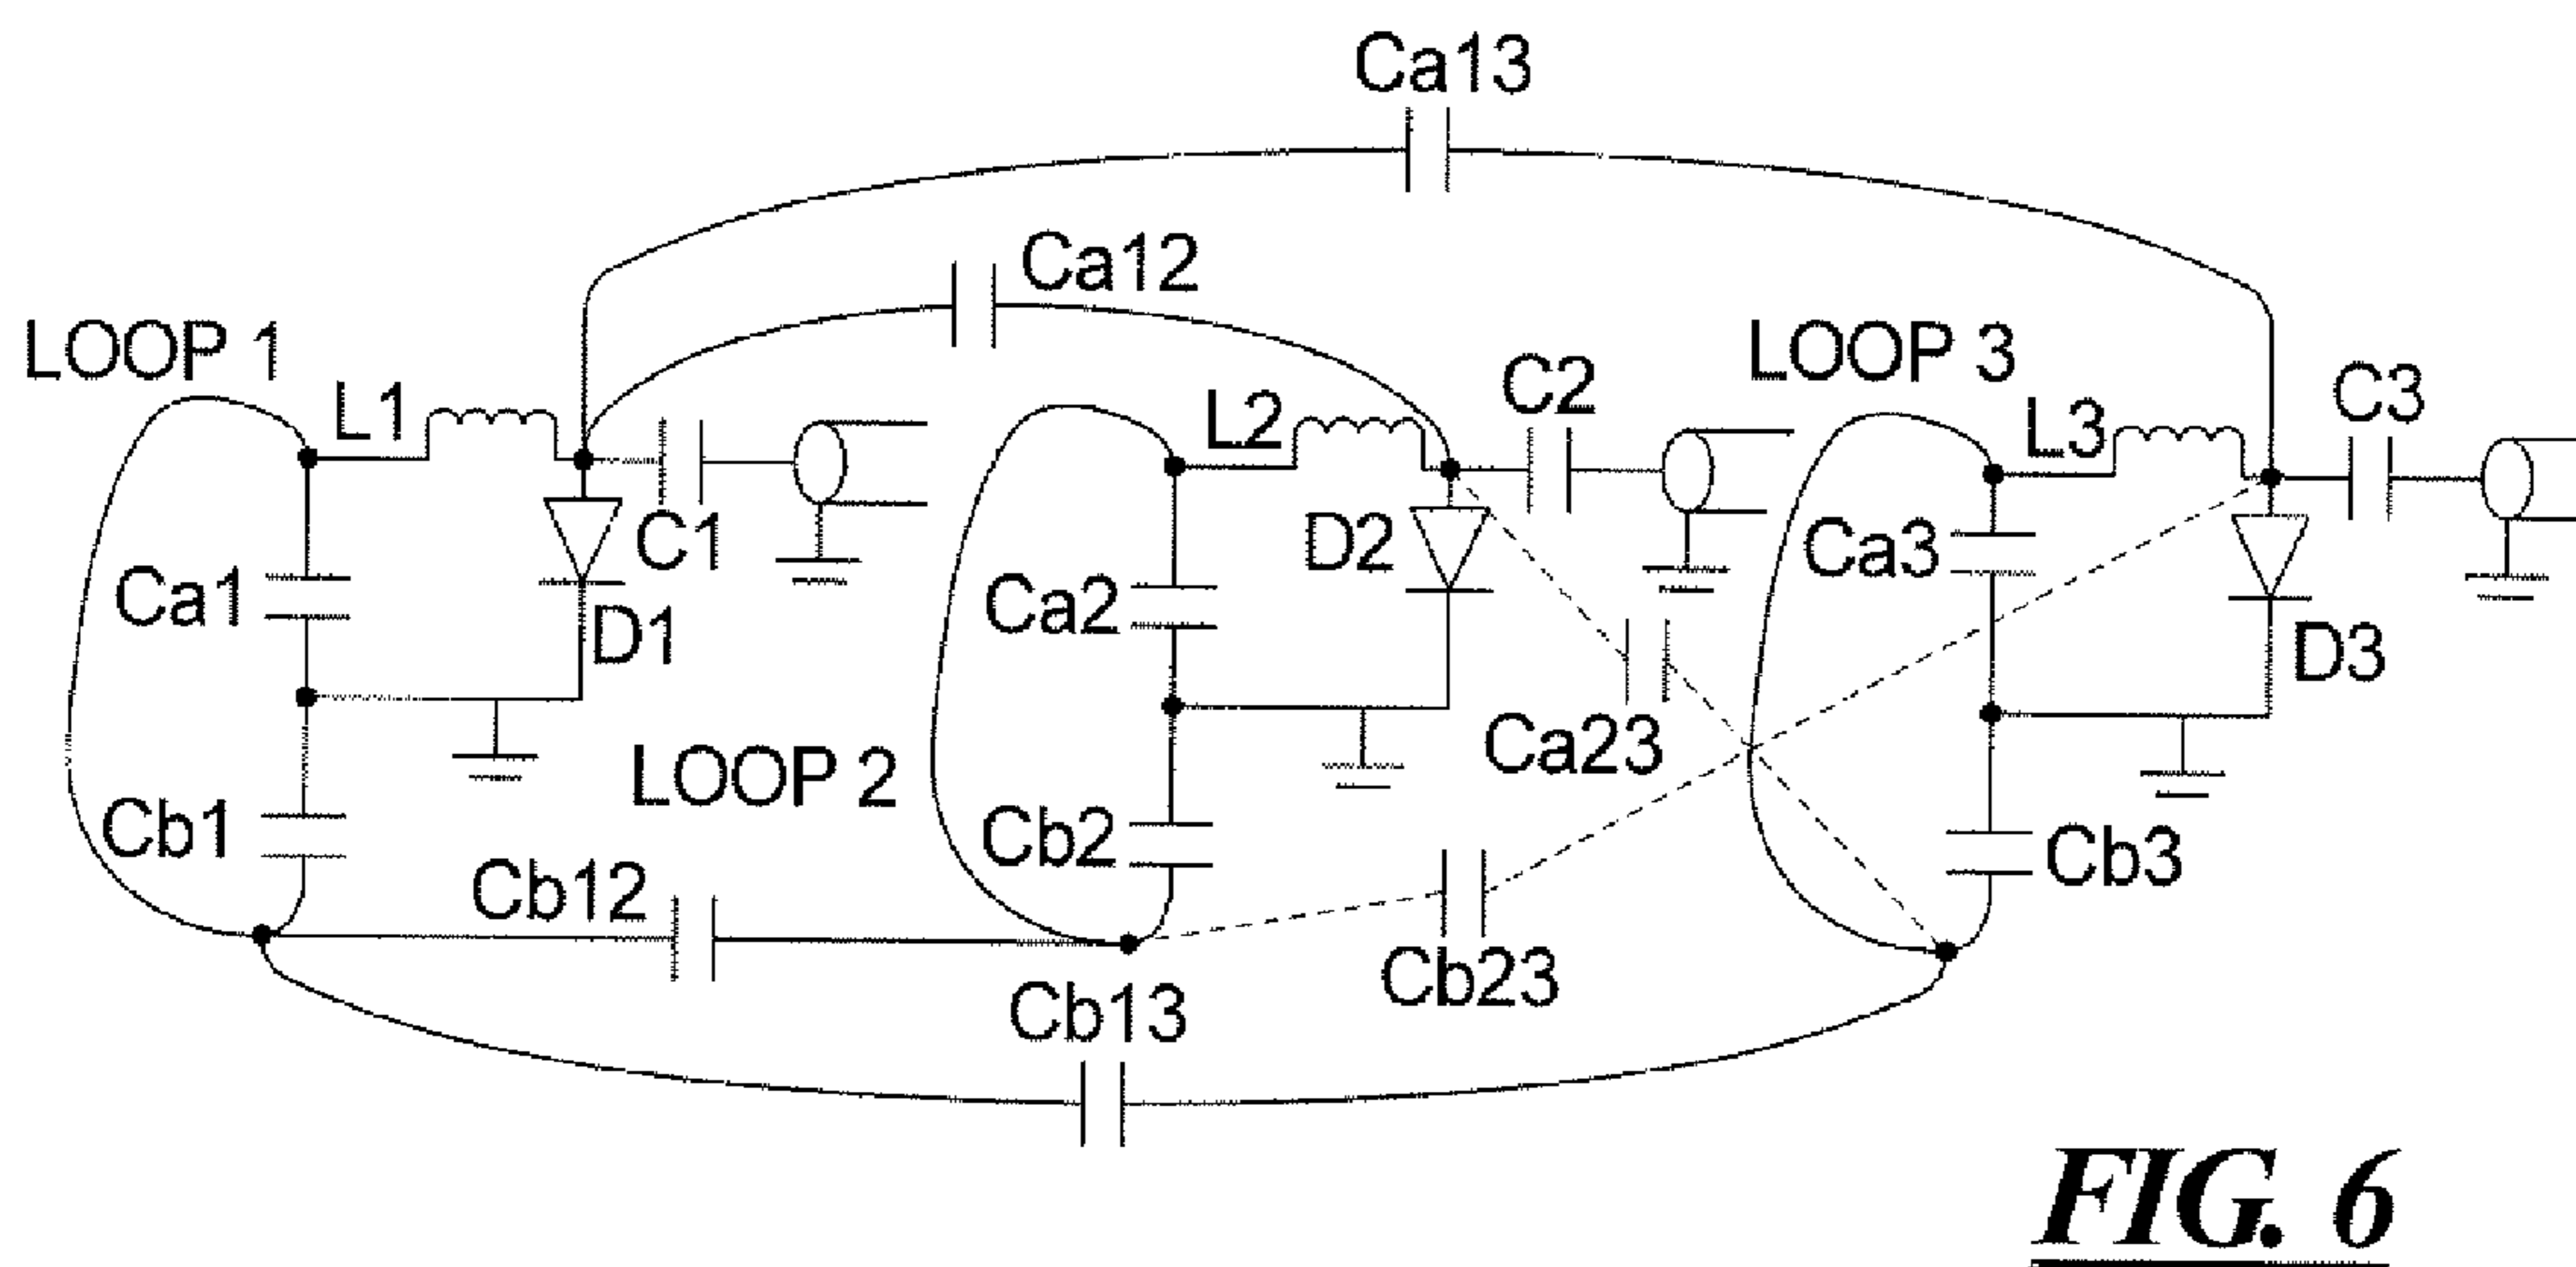 Ca13
Ca12
LOOP 1
L1
C1
Ca1
D1
Cb1
LOOP 2
L2
C2
D2
Ca2
Cb2
Cb12
LOOP 3
L3
C3
Ca3
D3
Ca23
Cb3
Cb23
Cb13
FIG. 6